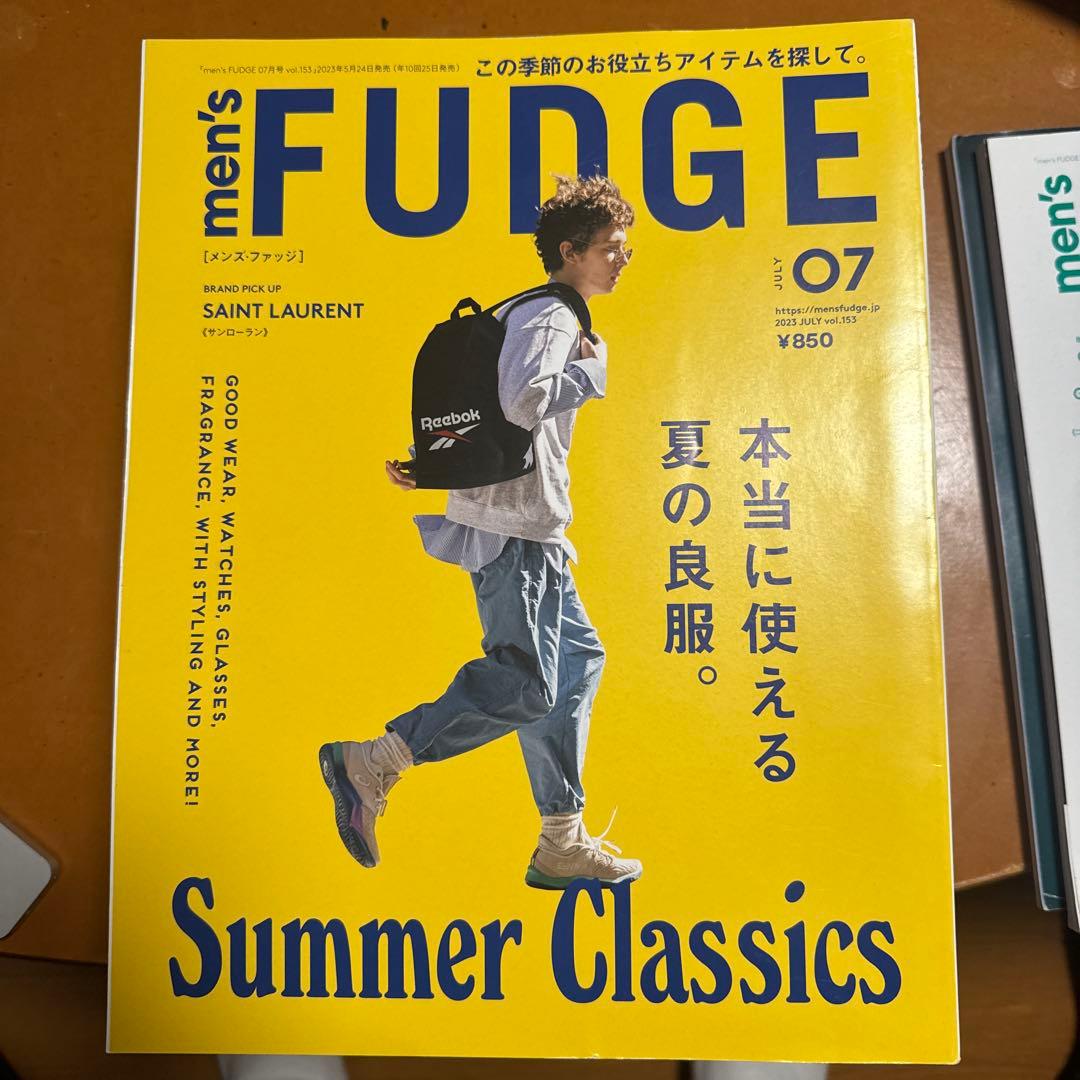 『men's FUDGE 07月号 vol.153』2023年5月24日発売(年10回25日発売)
この季節のお役立ちアイテムを探して。
men's
FUDGE
[メンズ・ファッジ]
JULY
07
https://mensfudge.jp
2023 JULY vol.153
¥850
BRAND PICK UP
SAINT LAURENT
《サンローラン》
GOOD WEAR, WATCHES, GLASSES,
FRAGRANCE, WITH STYLING AND MORE!
Reebok
本当に使える
夏の良服。
Summer Classics
men's